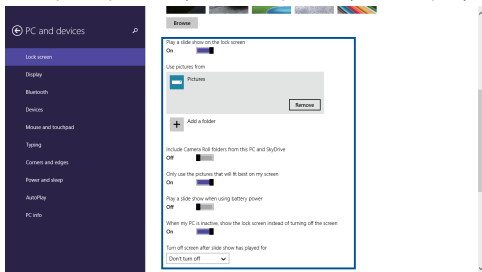 PC and devices
Lock screen
Display
Bluetooth
Devices
Mouse and touchpad
Typing
Corners and edges
Power and sleep
AutoPlay
PC info
Browse
Play a slide show on the lock screen
On
Use pictures from
Pictures
Remove
Add a folder
Include Camera Roll folders from this PC and SkyDrive
Off
Only use the pictures that will fit best on my screen
On
Play a slide show when using battery power
Off
When my PC is inactive, show the lock screen instead of turning off the screen
On
Turn off screen after slide show has played for
Don't turn off